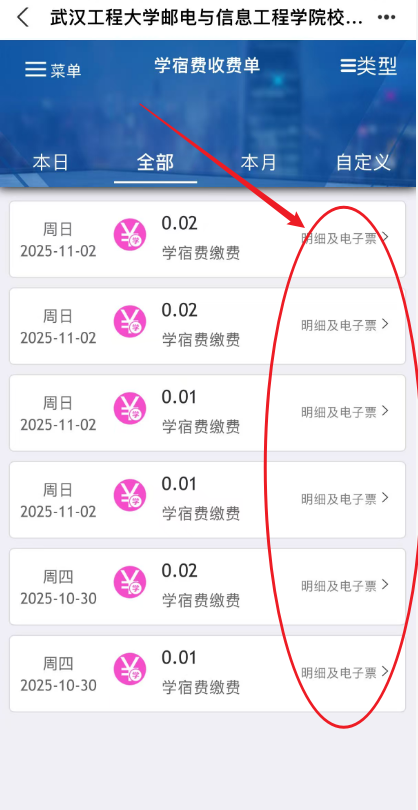 武汉工程大学邮电与信息工程学院校...
菜单
学宿费收费单
类型
本日
全部
本月
自定义
周日
2025-11-02
0.02
学宿费缴费
明细及电子票
周日
2025-11-02
0.02
学宿费缴费
明细及电子票
周日
2025-11-02
0.01
学宿费缴费
明细及电子票
周日
2025-11-02
0.01
学宿费缴费
明细及电子票
周四
2025-10-30
0.02
学宿费缴费
明细及电子票
周四
2025-10-30
0.01
学宿费缴费
明细及电子票